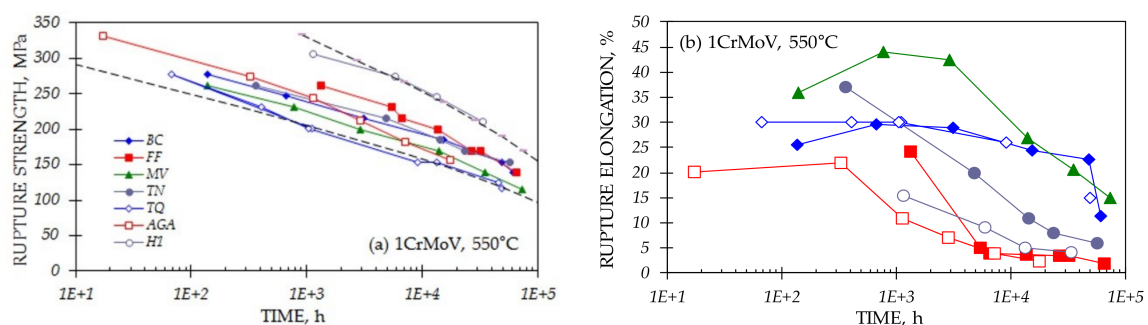 350
300
250
200
150
100
50
0
RUPTURE STRENGTH, MPa
BC
FF
MV
TN
TQ
AGA
H1
(a) 1CrMoV, 550°C
1E+1 1E+2 1E+3 1E+4 1E+5
TIME, h
50
45
40
35
30
25
20
15
10
5
0
RUPTURE ELONGATION, %
(b) 1CrMoV, 550°C
1E+1 1E+2 1E+3 1E+4 1E+5
TIME, h